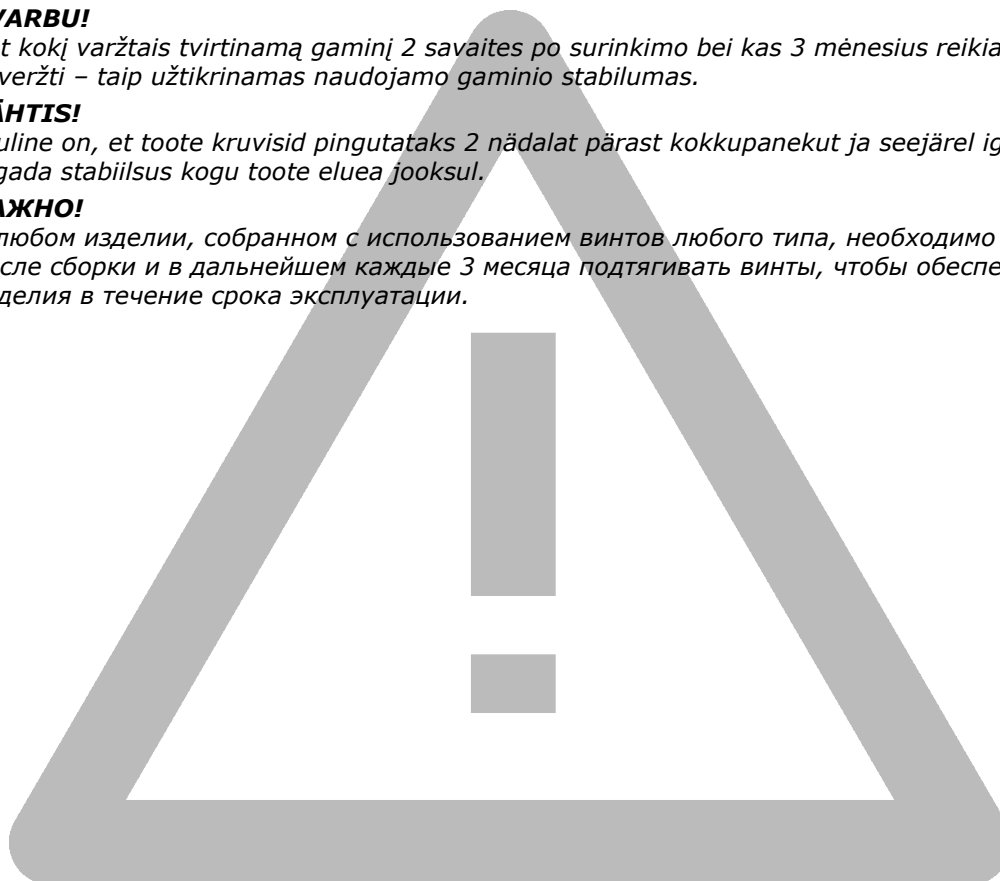 VARBU!
t kokį varžtais tvirtinamą gaminį 2 savaites po surinkimo bei kas 3 mėnesius reikia
veržti – taip užtikrinamas naudojamo gaminio stabilumas.
ÄHTIS!
uline on, et toote kruvisid pingutataks 2 nädalat pärast kokkupanekut ja seejärel ig
gada stabiilsus kogu toote eluea jooksul.
АЖНО!
любом изделии, собранном с использованием винтов любого типа, необходимо
сле сборки и в дальнейшем каждые 3 месяца подтягивать винты, чтобы обеспе
делия в течение срока эксплуатации.